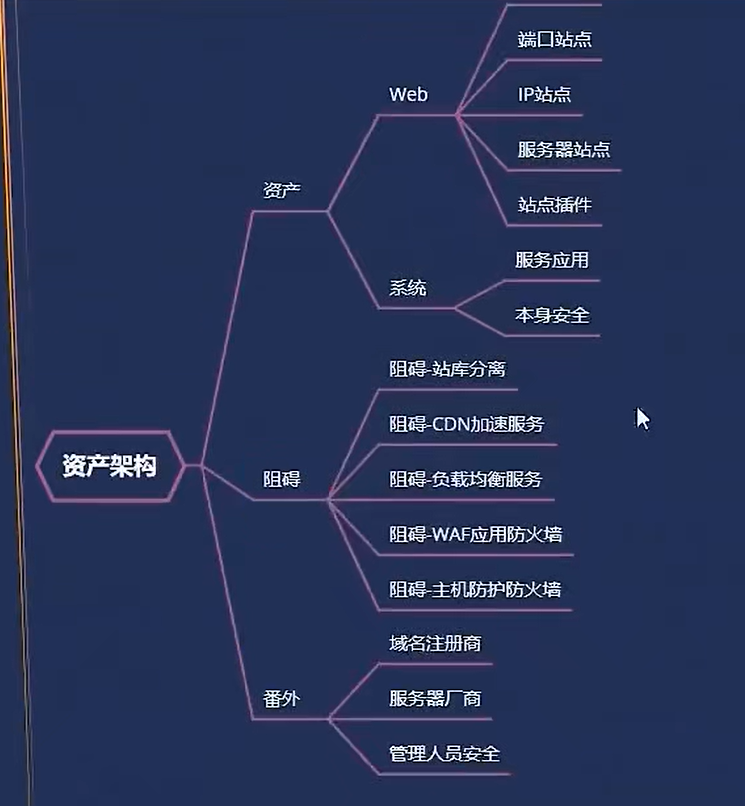 端口站点
Web
IP站点
服务器站点
资产
站点插件
服务应用
系统
本身安全
阻碍-站库分离
阻碍-CDN加速服务
资产架构
阻碍
阻碍-负载均衡服务
阻碍-WAF应用防火墙
阻碍-主机防护防火墙
域名注册商
番外
服务器厂商
管理人员安全